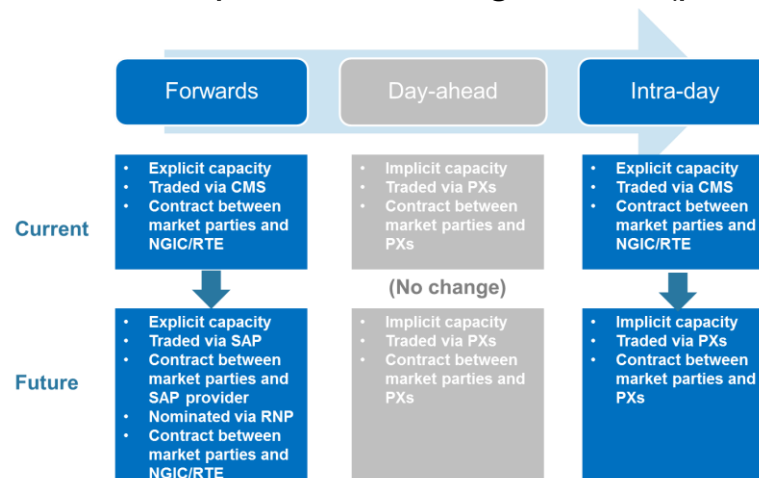 Forwards
Day-ahead
Intra-day
Current
• Explicit capacity
• Traded via CMS
• Contract between
market parties and
NGIC/RTE
• Implicit capacity
• Traded via PXs
• Contract between
market parties and
PXs
• Explicit capacity
• Traded via CMS
• Contract between
market parties and
NGIC/RTE
(No change)
Future
• Explicit capacity
• Traded via SAP
• Contract between
market parties and
SAP provider
• Nominated via RNP
• Contract between
market parties and
NGIC/RTE
• Implicit capacity
• Traded via PXs
• Contract between
market parties and
PXs
• Implicit capacity
• Traded via PXs
• Contract between
market parties and
PXs